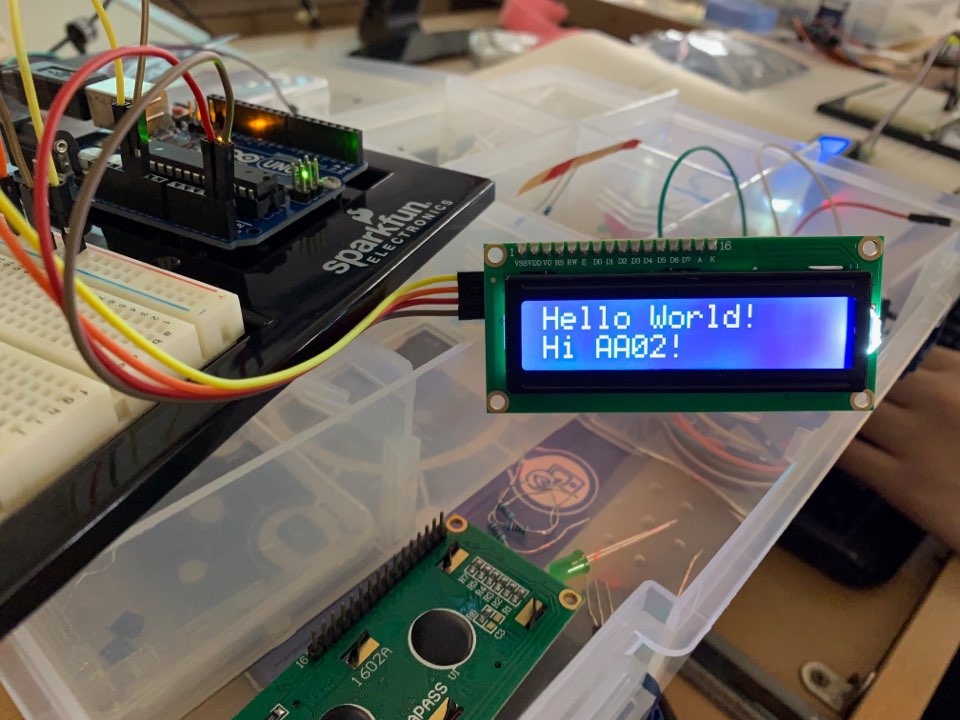 UNO
sparkfun
ELECTRONICS
1 16
VSS VDD V0 RS RW E D0 D1 D2 D3 D4 D5 D6 D7 A K
Hello World!
Hi AA02!
16
1602A